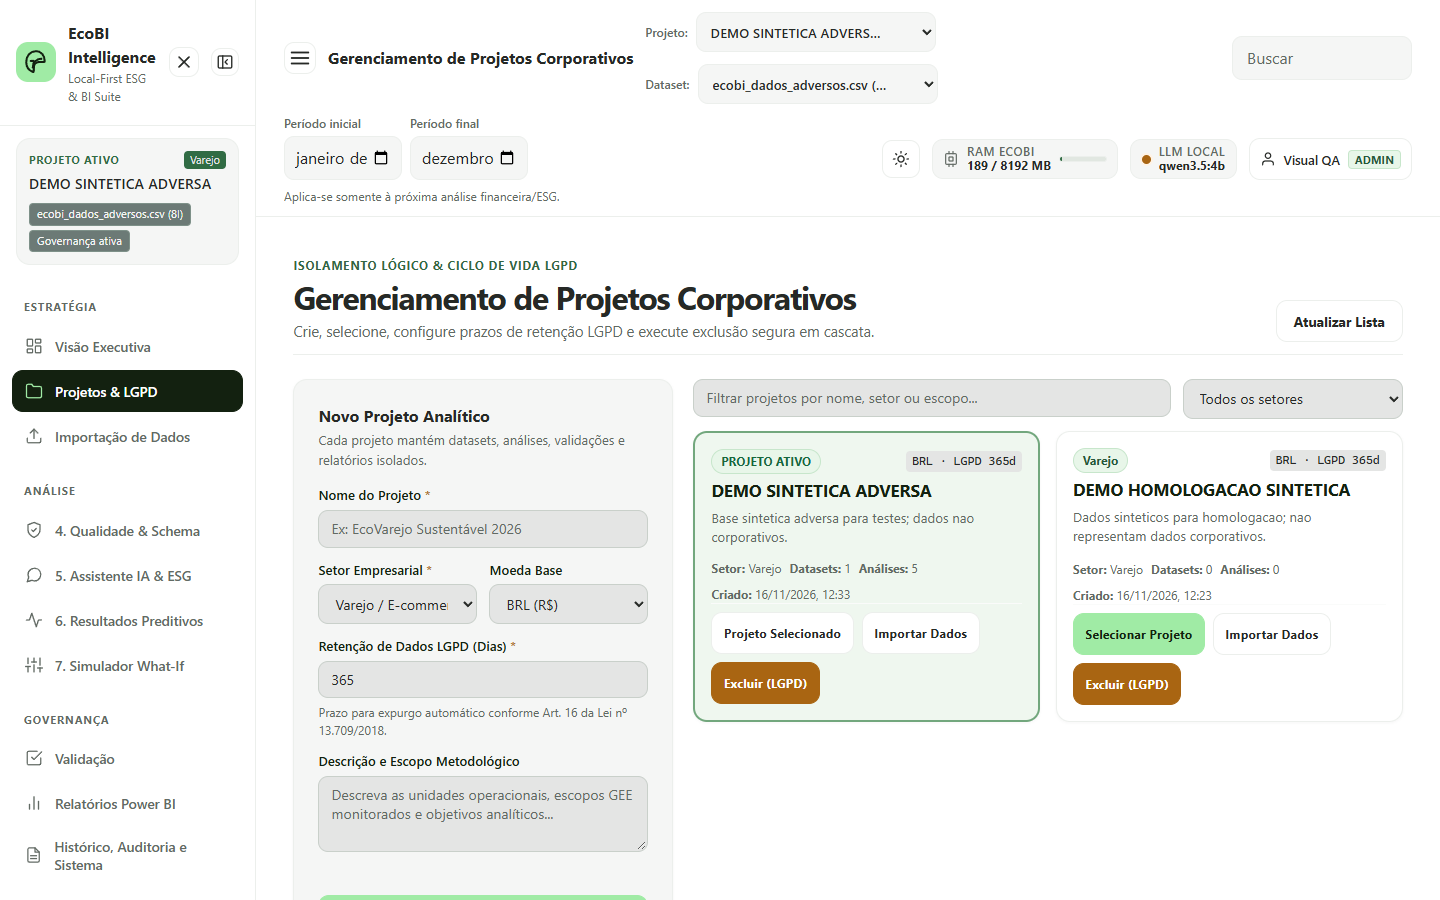 EcoBI
Intelligence
Local-First ESG
& BI Suite
PROJETO ATIVO
Varejo
DEMO SINTETICA ADVERSA
ecobi_dados_adversos.csv (8l)
Governança ativa
ESTRATÉGIA
Visão Executiva
Projetos & LGPD
Importação de Dados
ANÁLISE
4. Qualidade & Schema
5. Assistente IA & ESG
6. Resultados Preditivos
7. Simulador What-If
GOVERNANÇA
Validação
Relatórios Power BI
Histórico, Auditoria e
Sistema
Gerenciamento de Projetos Corporativos
Projeto:
DEMO SINTETICA ADVERS...
Dataset:
ecobi_dados_adversos.csv (...
Buscar
Período inicial
Período final
janeiro de
dezembro
Aplica-se somente à próxima análise financeira/ESG.
RAM ECOBI
189 / 8192 MB
LLM LOCAL
qwen3.5:4b
Visual QA
ADMIN
ISOLAMENTO LÓGICO & CICLO DE VIDA LGPD
Gerenciamento de Projetos Corporativos
Crie, selecione, configure prazos de retenção LGPD e execute exclusão segura em cascata.
Atualizar Lista
Novo Projeto Analítico
Cada projeto mantém datasets, análises, validações e
relatórios isolados.
Nome do Projeto *
Ex: EcoVarejo Sustentável 2026
Setor Empresarial *
Moeda Base
Varejo / E-comme
BRL (R$)
Retenção de Dados LGPD (Dias) *
365
Prazo para expurgo automático conforme Art. 16 da Lei nº
13.709/2018.
Descrição e Escopo Metodológico
Descreva as unidades operacionais, escopos GEE
monitorados e objetivos analíticos...
Filtrar projetos por nome, setor ou escopo...
Todos os setores
PROJETO ATIVO
BRL · LGPD 365d
DEMO SINTETICA ADVERSA
Base sintetica adversa para testes; dados nao
corporativos.
Setor: Varejo Datasets: 1 Análises: 5
Criado: 16/11/2026, 12:33
Projeto Selecionado
Importar Dados
Excluir (LGPD)
Varejo
BRL · LGPD 365d
DEMO HOMOLOGACAO SINTETICA
Dados sinteticos para homologacao; nao
representam dados corporativos.
Setor: Varejo Datasets: 0 Análises: 0
Criado: 16/11/2026, 12:23
Selecionar Projeto
Importar Dados
Excluir (LGPD)